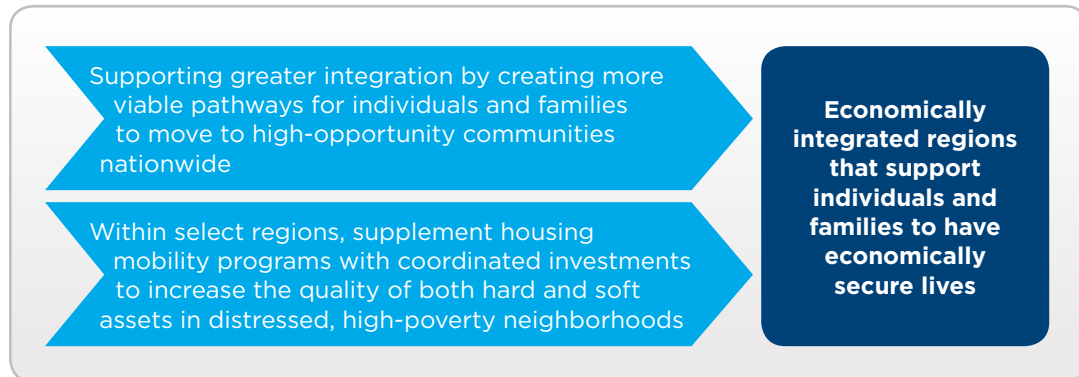 Supporting greater integration by creating more
viable pathways for individuals and families
to move to high-opportunity communities
nationwide
Within select regions, supplement housing
mobility programs with coordinated investments
to increase the quality of both hard and soft
assets in distressed, high-poverty neighborhoods
Economically
integrated regions
that support
individuals and
families to have
economically
secure lives